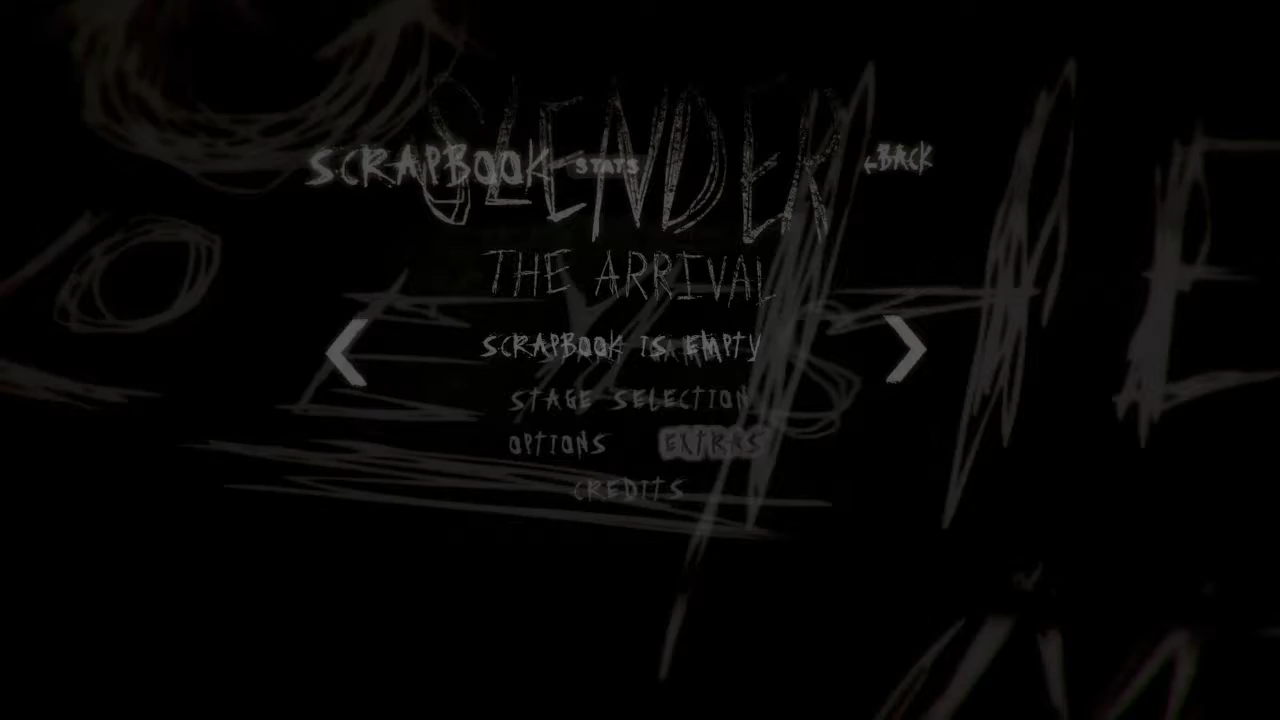 SLENDER
SCRAPBOOK STATS ←BACK
THE ARRIVAL
SCRAPBOOK IS EMPTY
STAGE SELECTION
OPTIONS EXTRAS
CREDITS